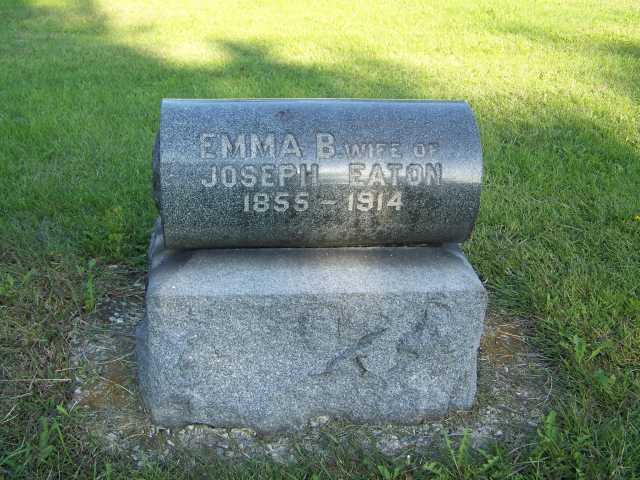 EMMA B. WIFE OF
JOSEPH EATON
1855 - 1914